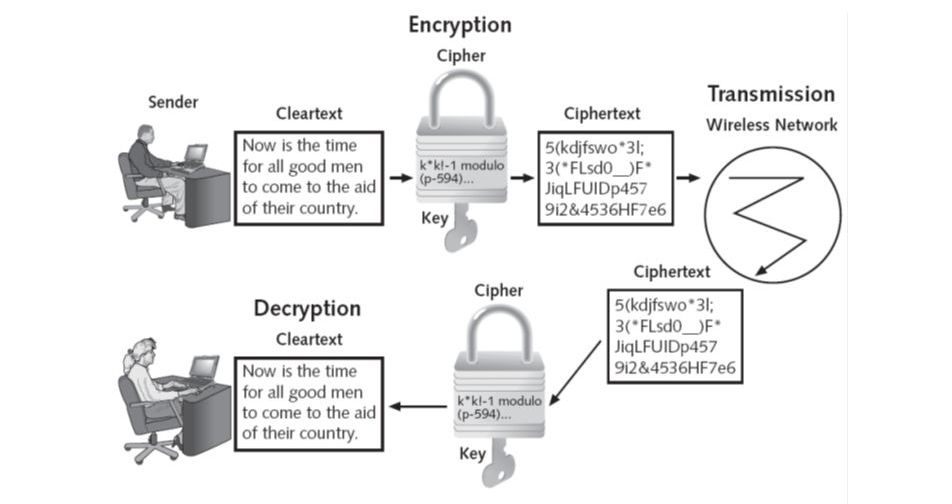 Encryption
Cipher
Sender
Cleartext
Now is the time
for all good men
to come to the aid
of their country.
k*k!-1 modulo
(p-594)...
Key
Ciphertext
5(kdjfswo*3l;
3(*FLsd0__)F*
JiqLFUIDp457
9i2&4536HF7e6
Transmission
Wireless Network
Ciphertext
5(kdjfswo*3l;
3(*FLsd0__)F*
JiqLFUIDp457
9i2&4536HF7e6
Cipher
k*k!-1 modulo
(p-594)...
Key
Decryption
Cleartext
Now is the time
for all good men
to come to the aid
of their country.